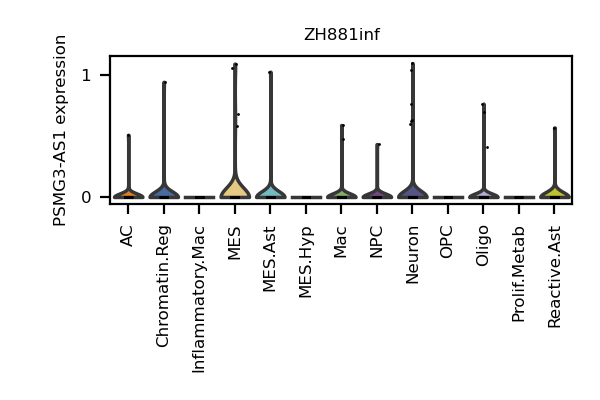 ZH881inf
PSMG3-AS1 expression
1
0
AC
Chromatin.Reg
Inflammatory.Mac
MES
MES.Ast
MES.Hyp
Mac
NPC
Neuron
OPC
Oligo
Prolif.Metab
Reactive.Ast